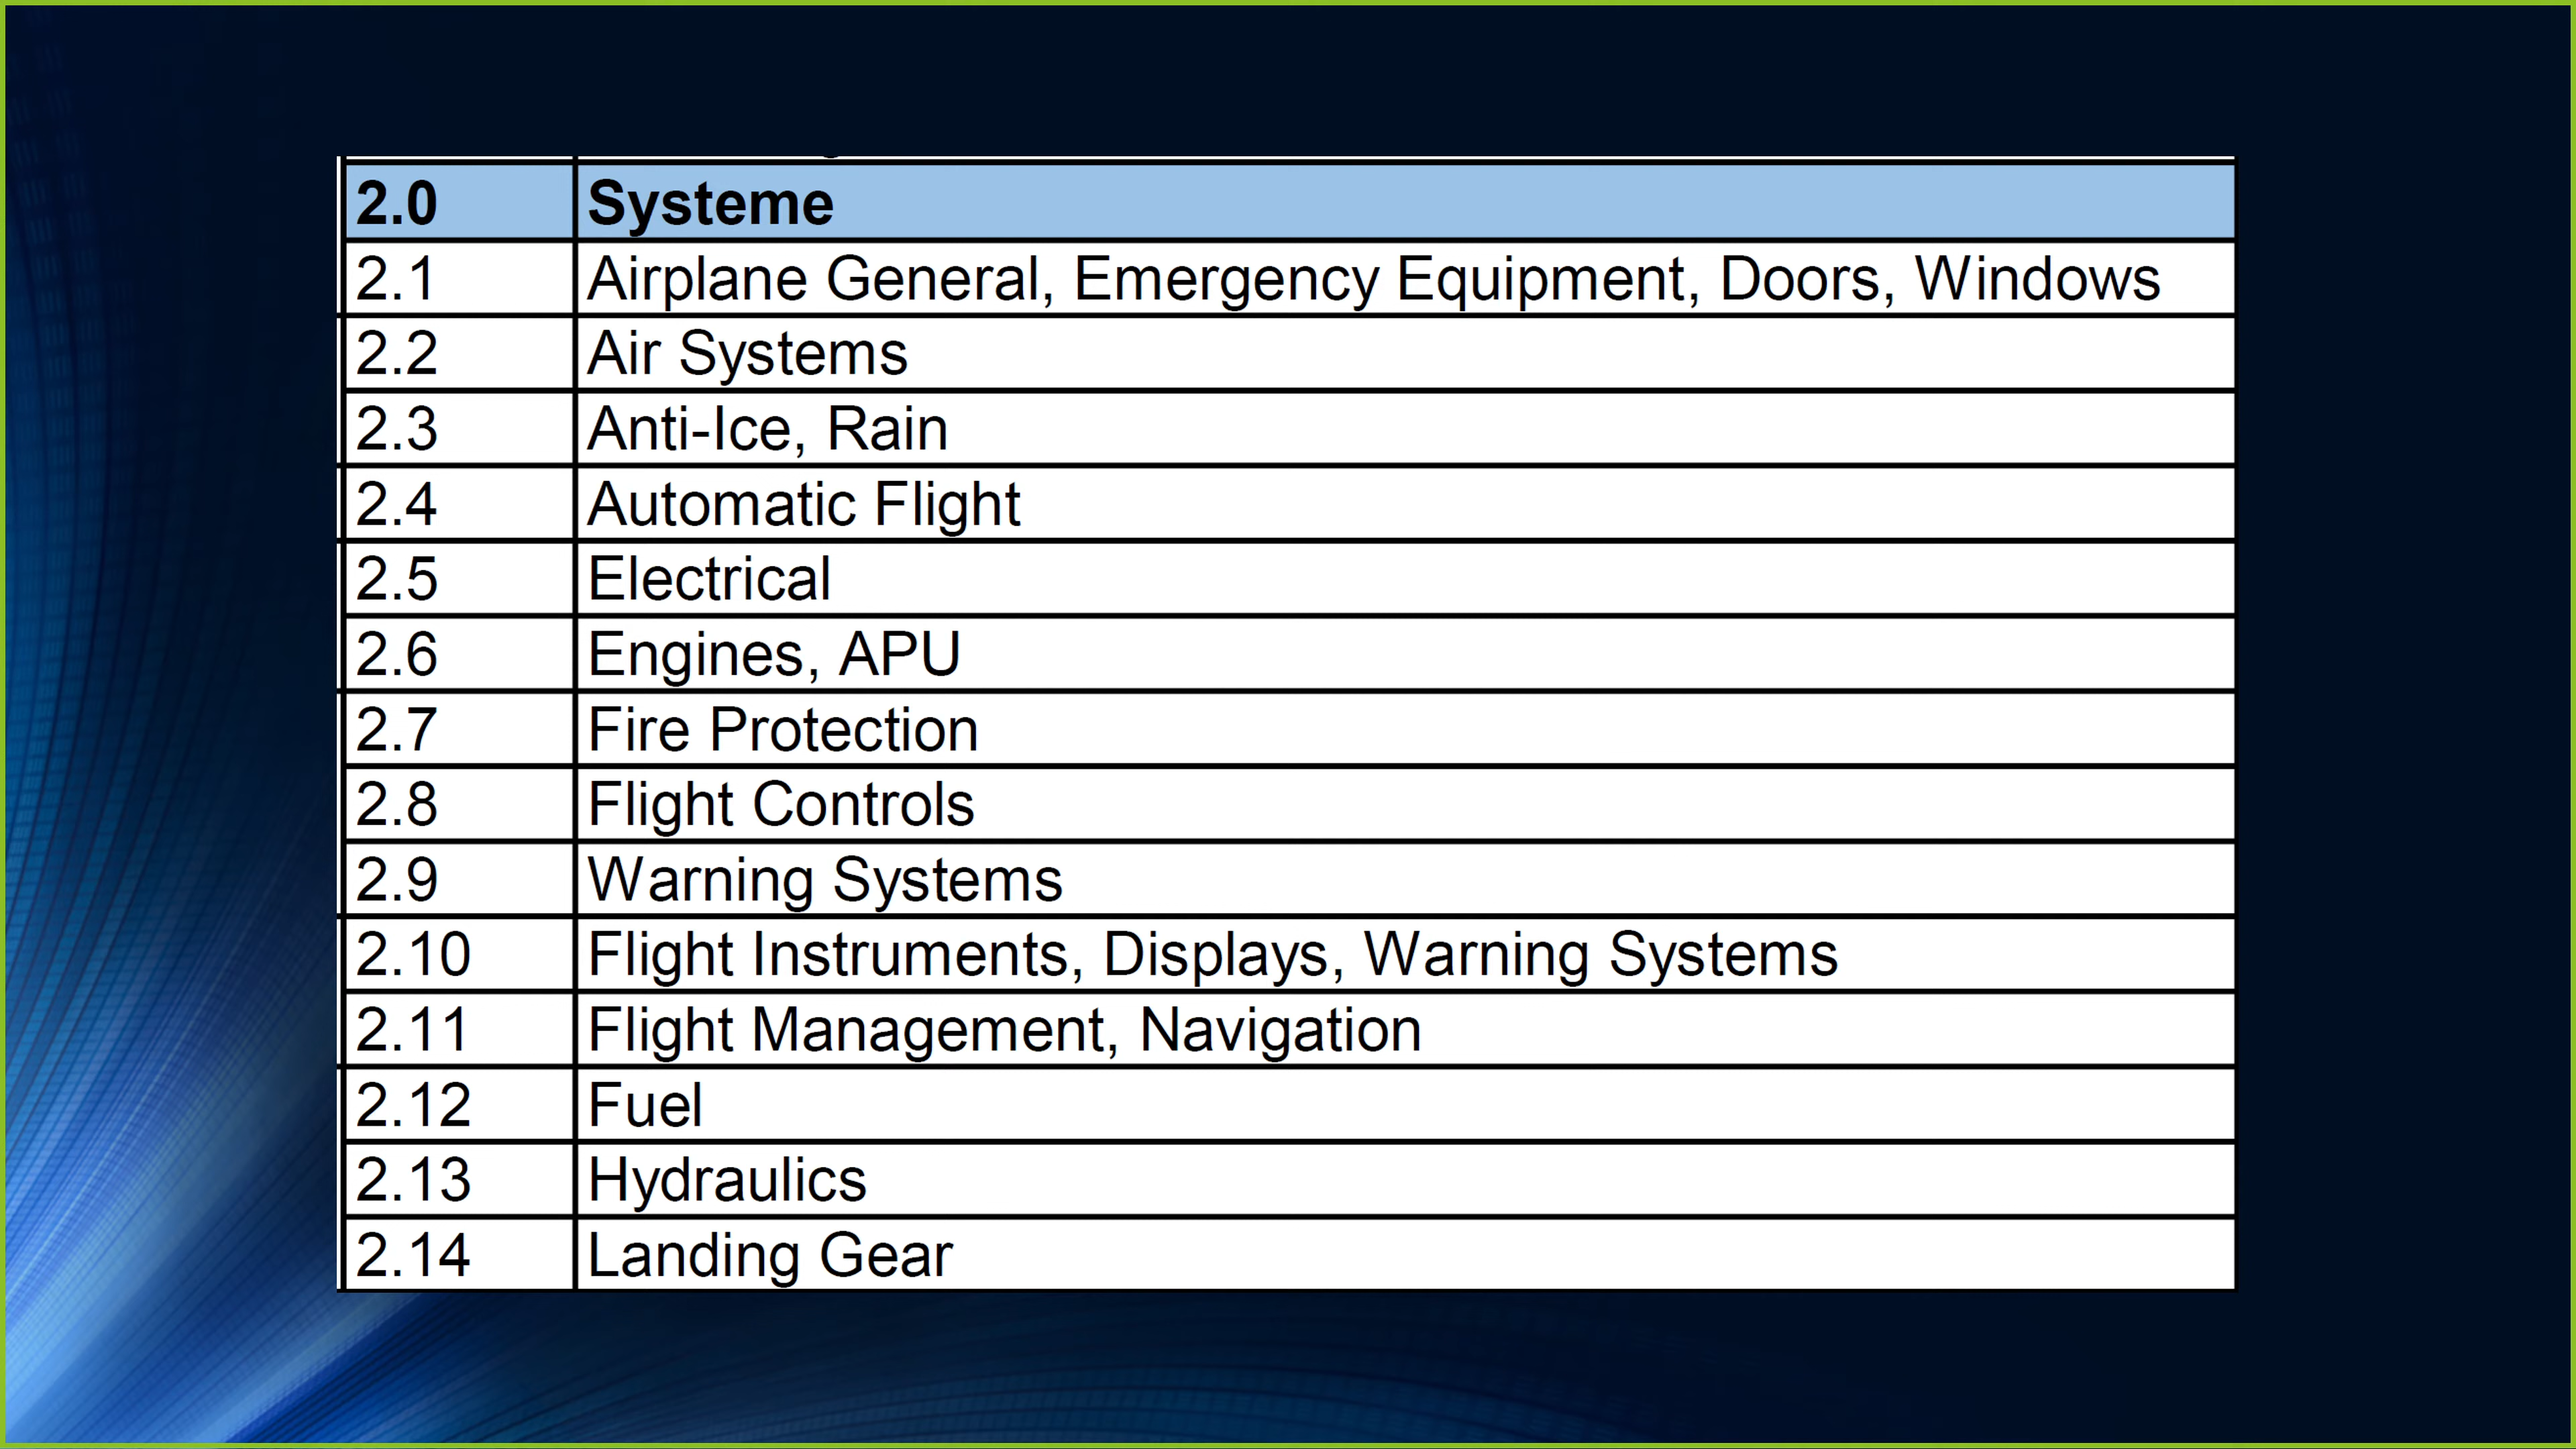 2.0 Systeme
2.1 Airplane General, Emergency Equipment, Doors, Windows
2.2 Air Systems
2.3 Anti-Ice, Rain
2.4 Automatic Flight
2.5 Electrical
2.6 Engines, APU
2.7 Fire Protection
2.8 Flight Controls
2.9 Warning Systems
2.10 Flight Instruments, Displays, Warning Systems
2.11 Flight Management, Navigation
2.12 Fuel
2.13 Hydraulics
2.14 Landing Gear